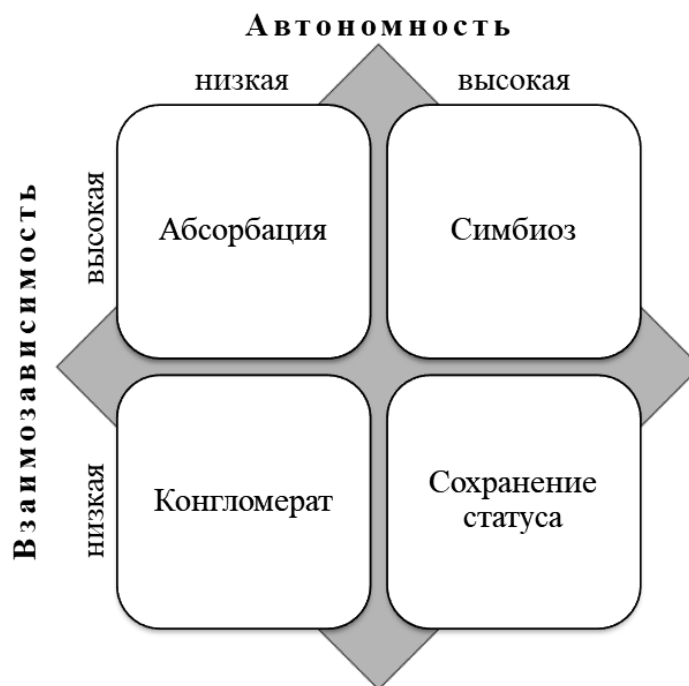 Автономность
низкая
высокая
Взаимозависимость
высокая
Абсорбация
Симбиоз
низкая
Конгломерат
Сохранение
статуса